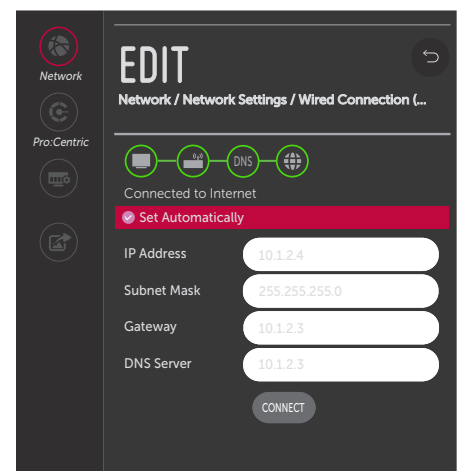 Network
Pro:Centric
EDIT
Network / Network Settings / Wired Connection (...
DNS
Connected to Internet
Set Automatically
IP Address 10.1.2.4
Subnet Mask 255.255.255.0
Gateway 10.1.2.3
DNS Server 10.1.2.3
CONNECT